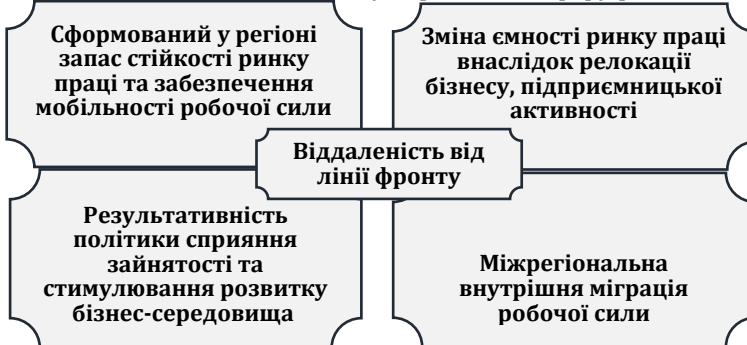 Сформований у регіоні
запас стійкості ринку
праці та забезпечення
мобільності робочої сили
Зміна ємності ринку праці
внаслідок релокації
бізнесу, підприємницької
активності
Віддаленість від
лінії фронту
Результативність
політики сприяння
зайнятості та
стимулювання розвитку
бізнес-середовища
Міжрегіональна
внутрішня міграція
робочої сили